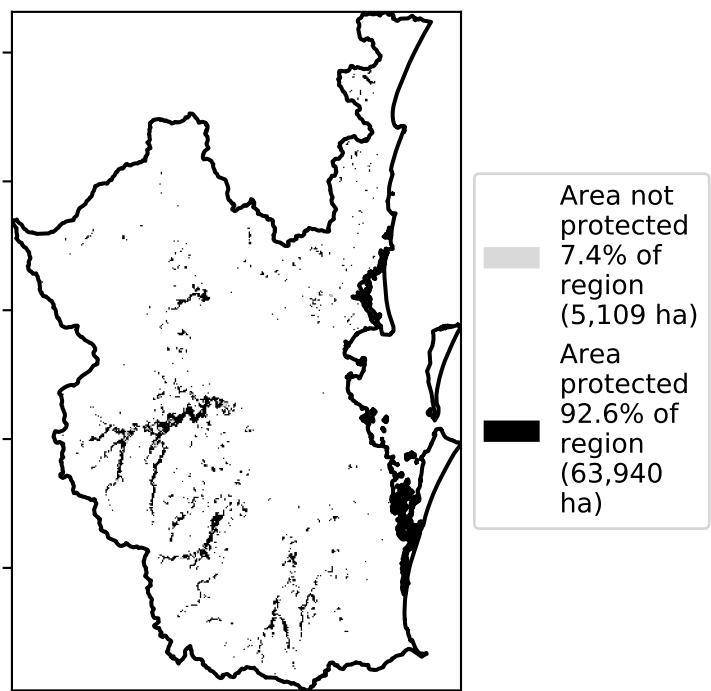 Area not
protected
7.4% of
region
(5,109 ha)
Area
protected
92.6% of
region
(63,940
ha)